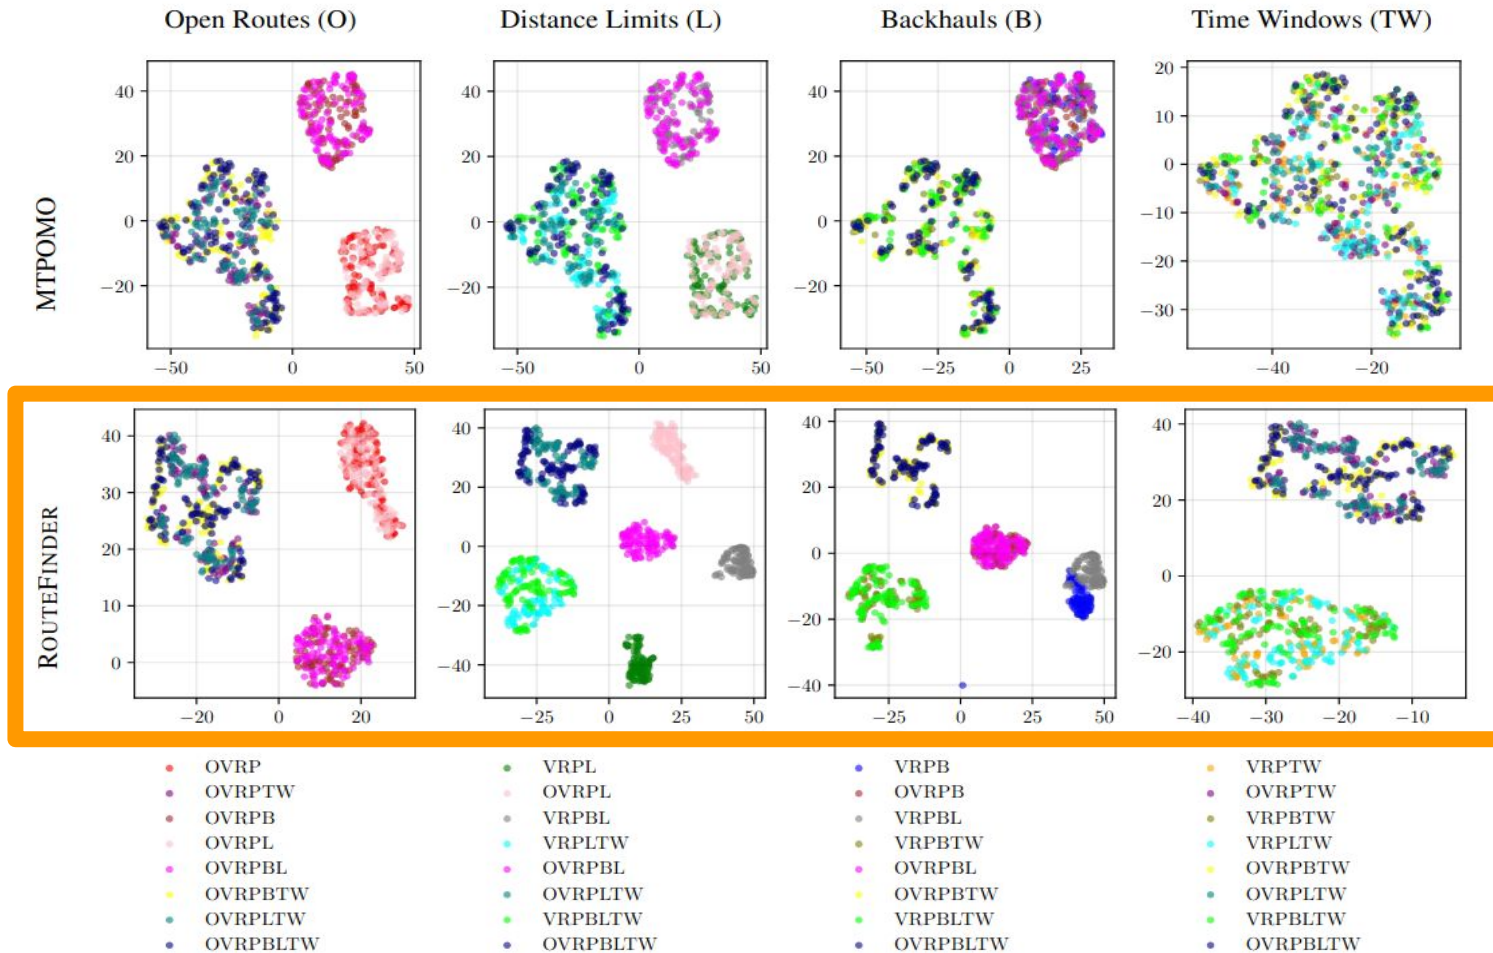 Open Routes (O) Distance Limits (L) Backhauls (B) Time Windows (TW)
MTPOMO
40 20 0 −20
−50 0 50
40 20 0 −20
−50 0 50
40 20 0 −20
−50 −25 0 25
20 10 0 −10 −20 −30
−40 −20
ROUTEFINDER
40 30 20 10 0
−20 0 20
40 20 0 −20 −40
−25 0 25 50
40 20 0 −20 −40
−25 0 25 50
40 20 0 −20
−40 −30 −20 −10
OVRP VRPL VRPB VRPTW
OVRPTW OVRPL OVRPB OVRPTW
OVRPB VRPBL VRPBL VRPBTW
OVRPL VRPLTW VRPBTW VRPLTW
OVRPBL OVRPBL OVRPBL OVRPBTW
OVRPBTW OVRPLTW OVRPBTW OVRPLTW
OVRPLTW VRPBLTW VRPBLTW VRPBLTW
OVRPBLTW OVRPBLTW OVRPBLTW OVRPBLTW